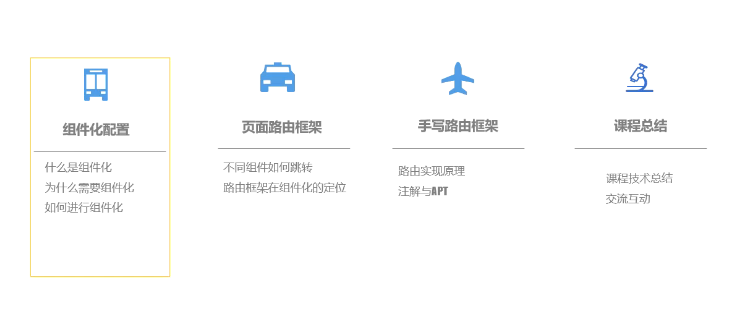 组件化配置
什么是组件化
为什么需要组件化
如何进行组件化
页面路由框架
不同组件如何跳转
路由框架在组件化的定位
手写路由框架
路由实现原理
注解与APT
课程总结
课程技术总结
交流互动